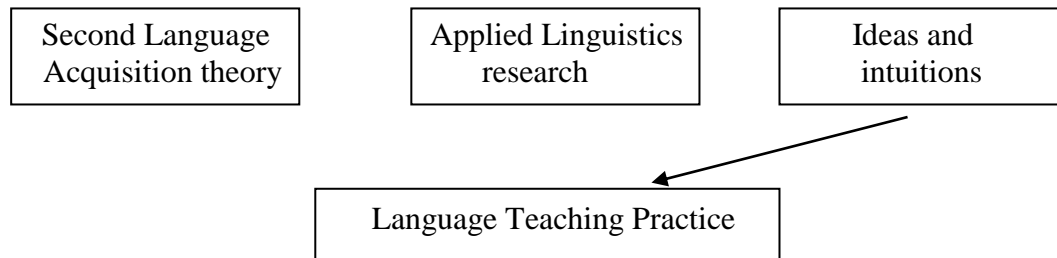 Second Language
Acquisition theory
Applied Linguistics
research
Ideas and
intuitions
Language Teaching Practice